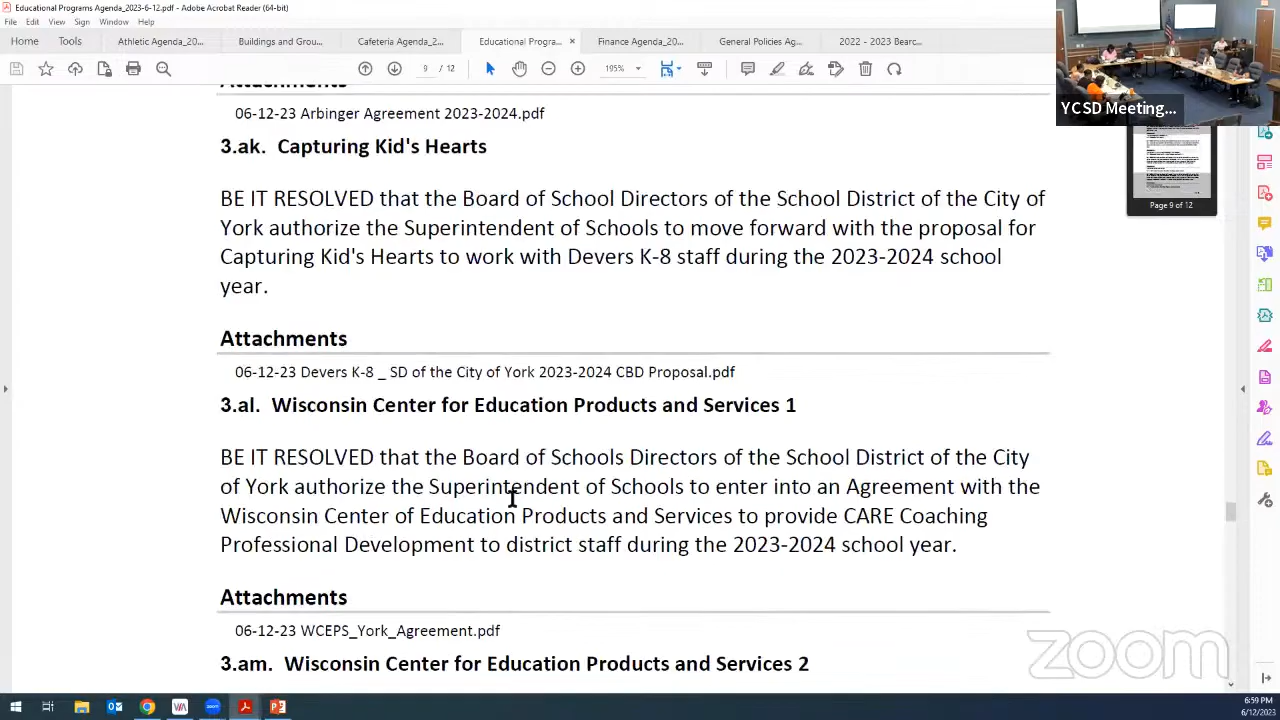 Educational Programs Agenda_2023-6-12.pdf - Adobe Acrobat Reader (64-bit)
File Edit View Sign Window Help
Home Tools Athletic Agenda_20... Buildings and Grou... Cafeteria Agenda_2... Educational Progra... Finance Agenda_20... General Policies Ag... 2022 - 2023 Bearc...
12 195%
YCSD Meeting...
Page 9 of 12
Attachments
06-12-23 Arbinger Agreement 2023-2024.pdf
3.ak. Capturing Kid's Hearts
BE IT RESOLVED that the Board of School Directors of the School District of the City of
York authorize the Superintendent of Schools to move forward with the proposal for
Capturing Kid's Hearts to work with Devers K-8 staff during the 2023-2024 school
year.
Attachments
06-12-23 Devers K-8 _ SD of the City of York 2023-2024 CBD Proposal.pdf
3.al. Wisconsin Center for Education Products and Services 1
BE IT RESOLVED that the Board of Schools Directors of the School District of the City
of York authorize the Superintendent of Schools to enter into an Agreement with the
Wisconsin Center of Education Products and Services to provide CARE Coaching
Professional Development to district staff during the 2023-2024 school year.
Attachments
06-12-23 WCEPS_York_Agreement.pdf
3.am. Wisconsin Center for Education Products and Services 2
zoom
6:59 PM
6/12/2023